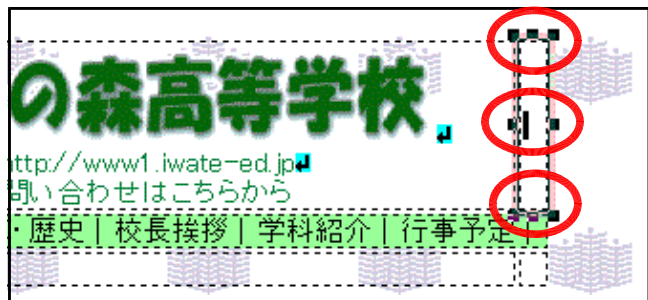 の森高等学校
ttp://www1.iwate-ed.jp
問い合わせはこちらから
・歴史 | 校長挨拶 | 学科紹介 | 行事予定 |